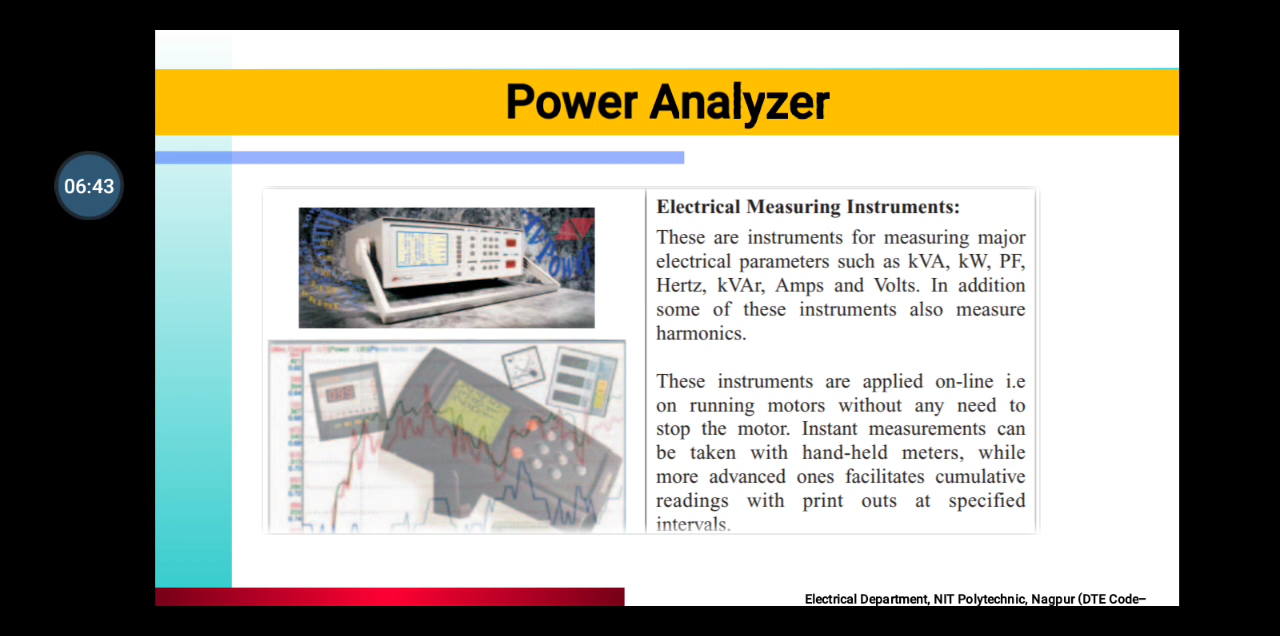 Power Analyzer
06:43
Electrical Measuring Instruments:
These are instruments for measuring major
electrical parameters such as kVA, kW, PF,
Hertz, kVAr, Amps and Volts. In addition
some of these instruments also measure
harmonics.
These instruments are applied on-line i.e
on running motors without any need to
stop the motor. Instant measurements can
be taken with hand-held meters, while
more advanced ones facilitates cumulative
readings with print outs at specified
intervals.
Electrical Department, NIT Polytechnic, Nagpur (DTE Code–